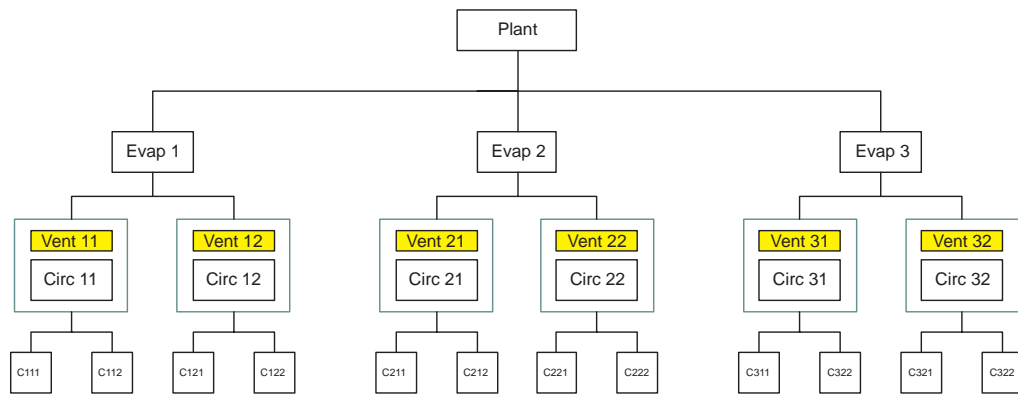 Plant
Evap 1
Evap 2
Evap 3
Vent 11
Vent 12
Vent 21
Vent 22
Vent 31
Vent 32
Circ 11
Circ 12
Circ 21
Circ 22
Circ 31
Circ 32
C111
C112
C121
C122
C211
C212
C221
C222
C311
C322
C321
C322